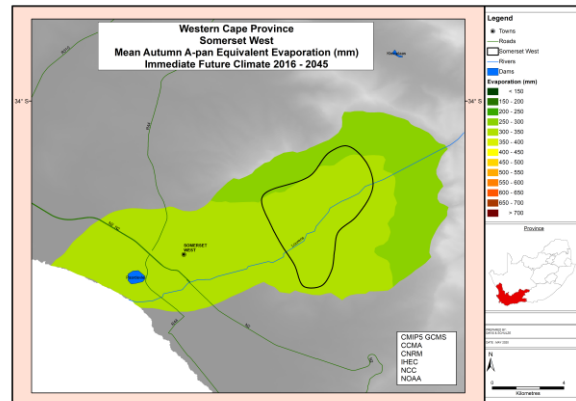 Western Cape Province
Somerset West
Mean Autumn A-pan Equivalent Evaporation (mm)
Immediate Future Climate 2016 - 2045
34° S
34° S
SOMERSET
WEST
CMIP5 GCMS
CCMA
CNRM
IHEC
NCC
NOAA
Legend
Towns
Roads
Somerset West
Rivers
Dams
Evaporation (mm)
< 150
150 - 200
200 - 250
250 - 300
300 - 350
350 - 400
400 - 450
450 - 500
500 - 550
550 - 600
600 - 650
650 - 700
> 700
Province
N
Kilometres